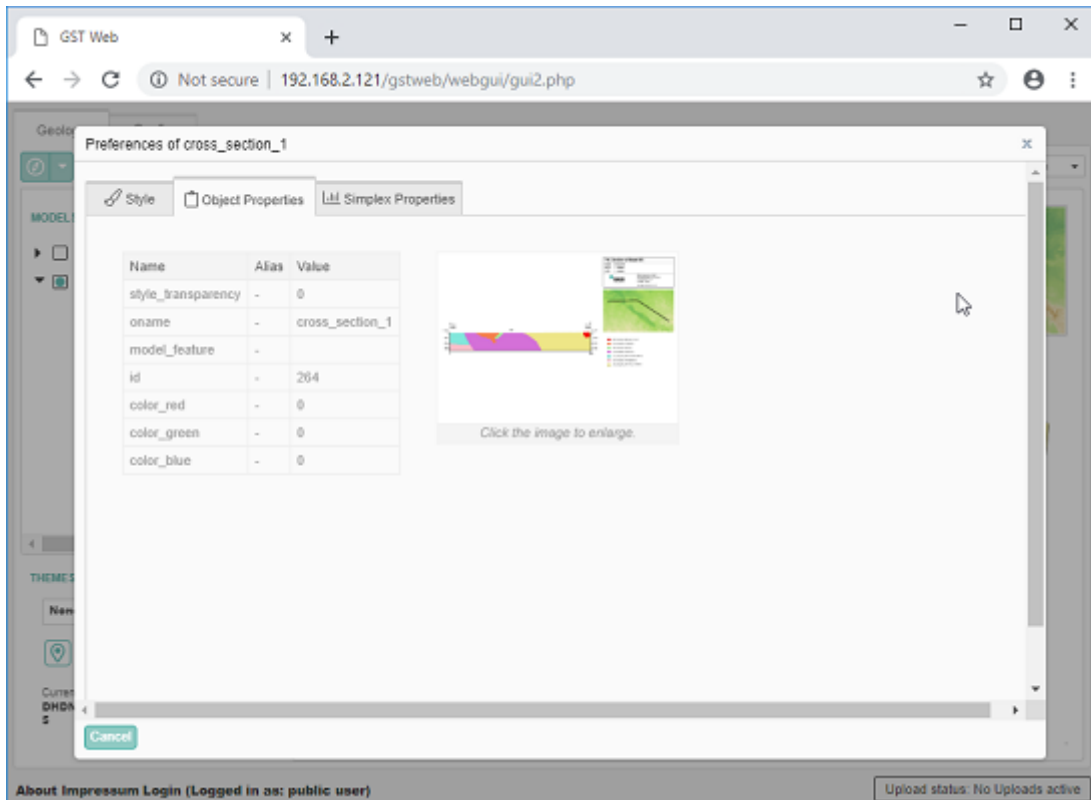 GST Web
Not secure | 192.168.2.121/gstweb/webgui/gui2.php
Preferences of cross_section_1
Style Object Properties Simplex Properties
MODEL
Name Alias Value
style_transparency - 0
oname - cross_section_1
model_feature -
id - 264
color_red - 0
color_green - 0
color_blue - 0
Click the image to enlarge.
THEMES
Curren
DHDN
S
Cancel
About Impressum Login (Logged in as: public user)
Upload status: No Uploads active